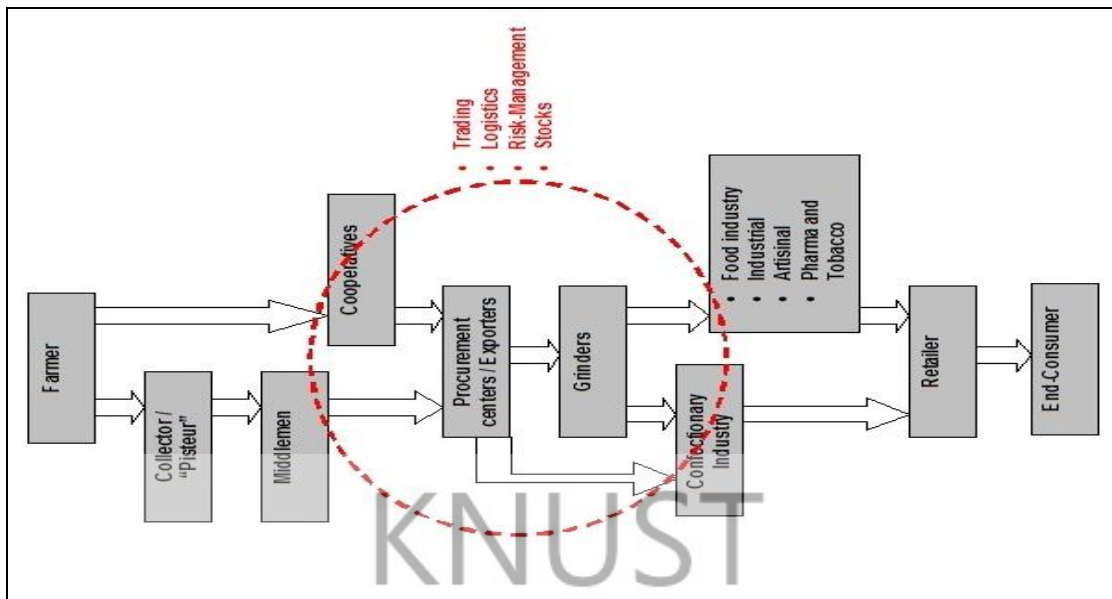 Farmer
Collector /
"Pisteur"
Middlemen
Cooperatives
• Trading
• Logistics
• Risk-Management
• Stocks
Procurement
centers / Exporters
Grinders
Confectionary
Industry
• Food industry
• Industrial
• Artisinal
• Pharma and
Tobacco
Retailer
End-Consumer
KNUST